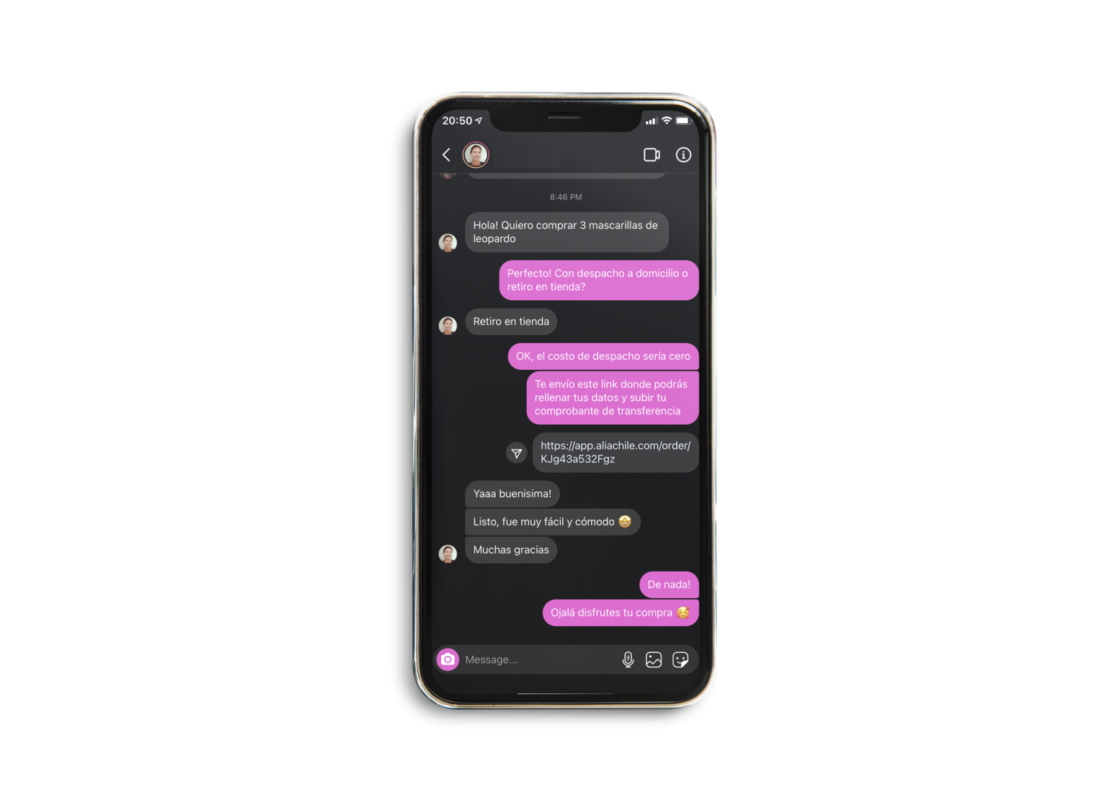 20:50
8:46 PM
Hola! Quiero comprar 3 mascarillas de
leopardo
Perfecto! Con despacho a domicilio o
retiro en tienda?
Retiro en tienda
OK, el costo de despacho sería cero
Te envío este link donde podrás
rellenar tus datos y subir tu
comprobante de transferencia
https://app.aliachile.com/order/
KJg43a532Fgz
Yaaa buenisima!
Listo, fue muy fácil y cómodo 🤩
Muchas gracias
De nada!
Ojalá disfrutes tu compra 🥰
Message...